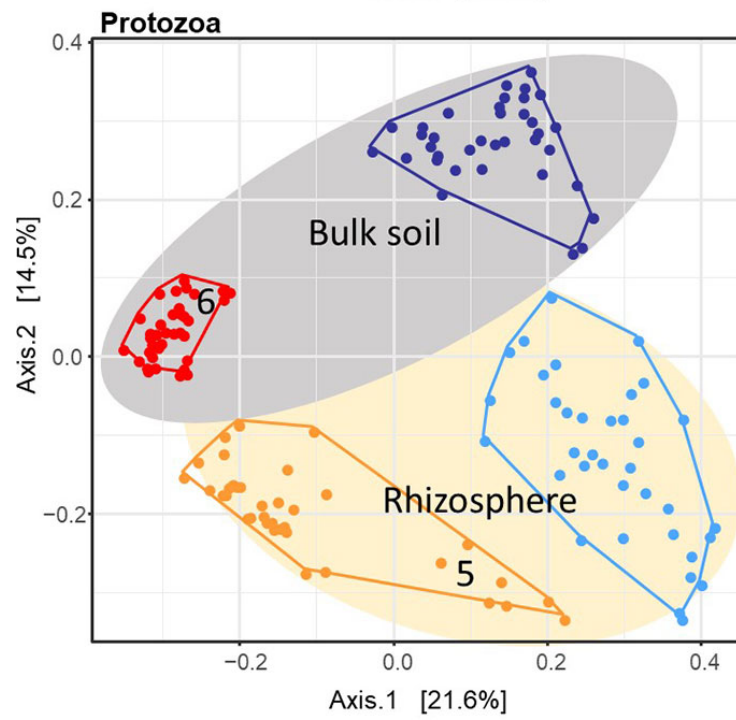 Protozoa
0.4
0.2
0.0
−0.2
Axis.2 [14.5%]
Bulk soil
6
Rhizosphere
5
−0.2 0.0 0.2 0.4
Axis.1 [21.6%]